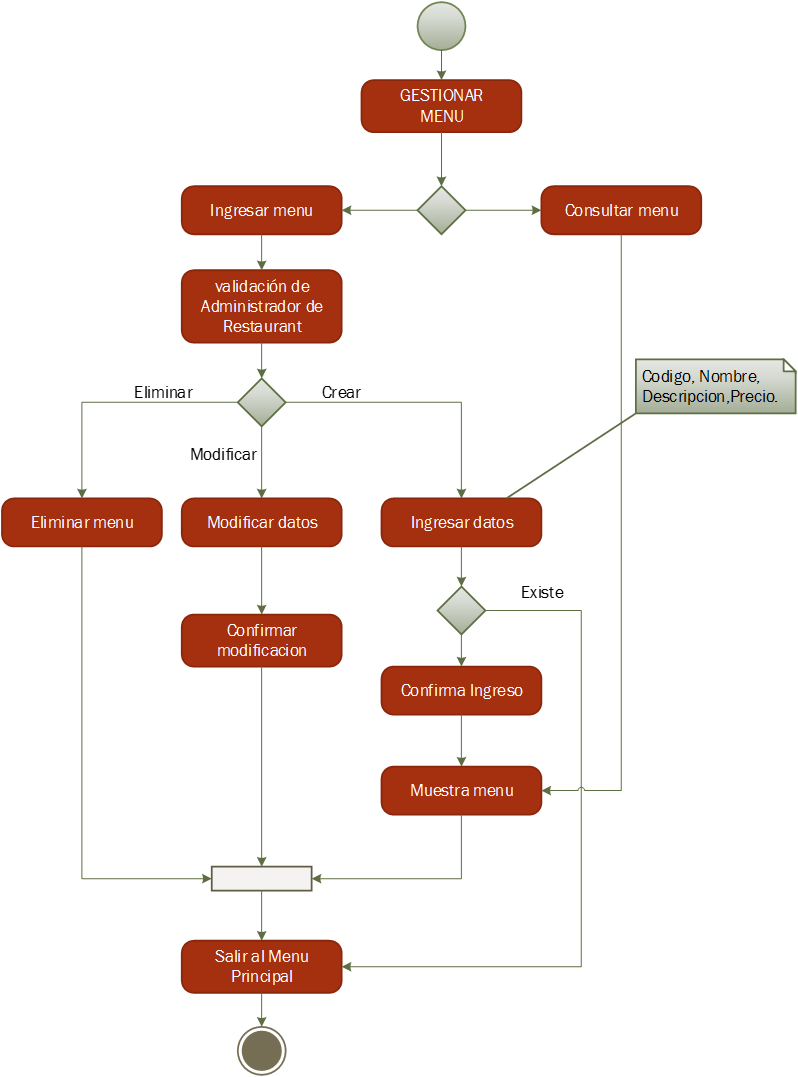 GESTIONAR
MENU
Ingresar menu
Consultar menu
validación de
Administrador de
Restaurant
Eliminar
Crear
Codigo, Nombre,
Descripcion,Precio.
Modificar
Eliminar menu
Modificar datos
Ingresar datos
Existe
Confirmar
modificacion
Confirma Ingreso
Muestra menu
Salir al Menu
Principal